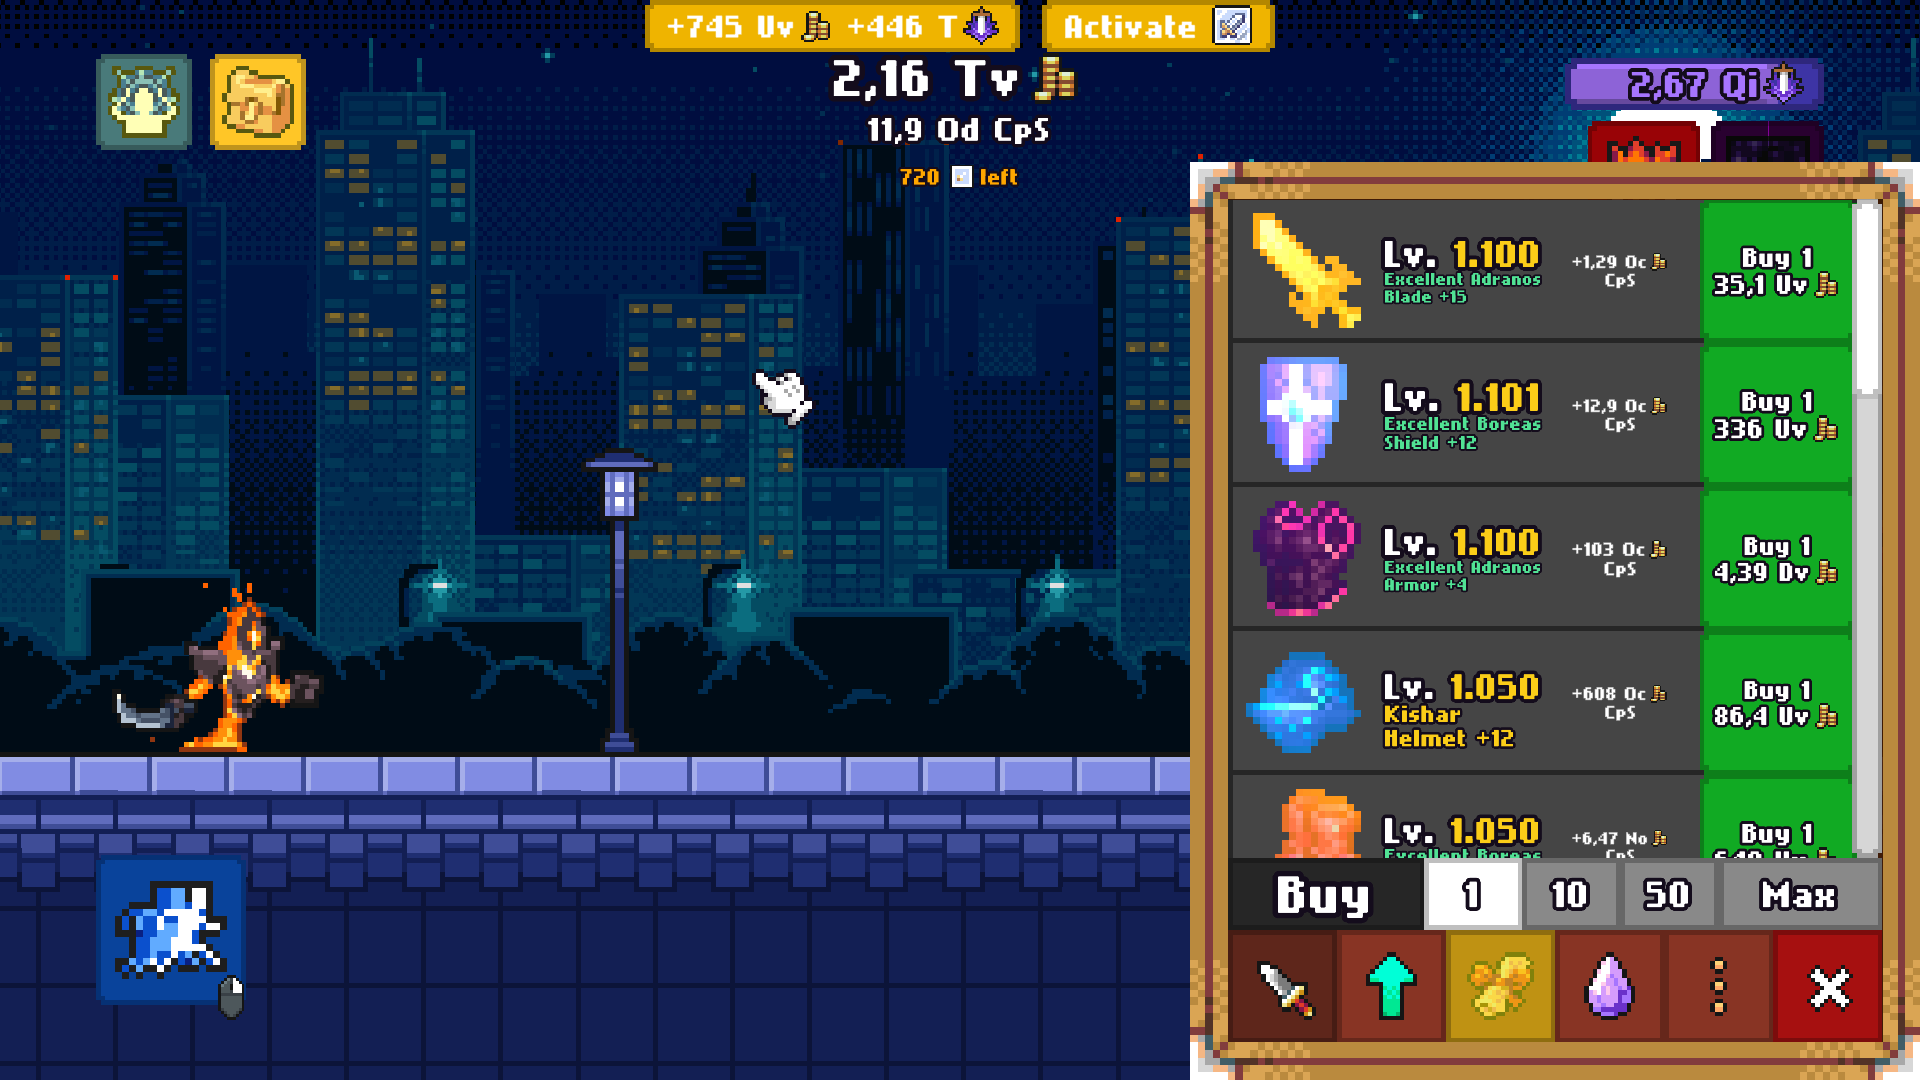 +745 Uv +446 T
Activate
2,16 Tv
11,9 Od CpS
720 left
2,67 Qi
Lv. 1.100
Excellent Adranos
Blade +15
+1,29 Oc
CpS
Buy 1
35,1 Uv
Lv. 1.101
Excellent Boreas
Shield +12
+12,9 Oc
CpS
Buy 1
336 Uv
Lv. 1.100
Excellent Adranos
Armor +4
+103 Oc
CpS
Buy 1
4,39 Dv
Lv. 1.050
Kishar
Helmet +12
+608 Oc
CpS
Buy 1
86,4 Uv
Lv. 1.050
Excellent Boreas
+6,47 No
CpS
Buy 1
Buy 1 10 50 Max